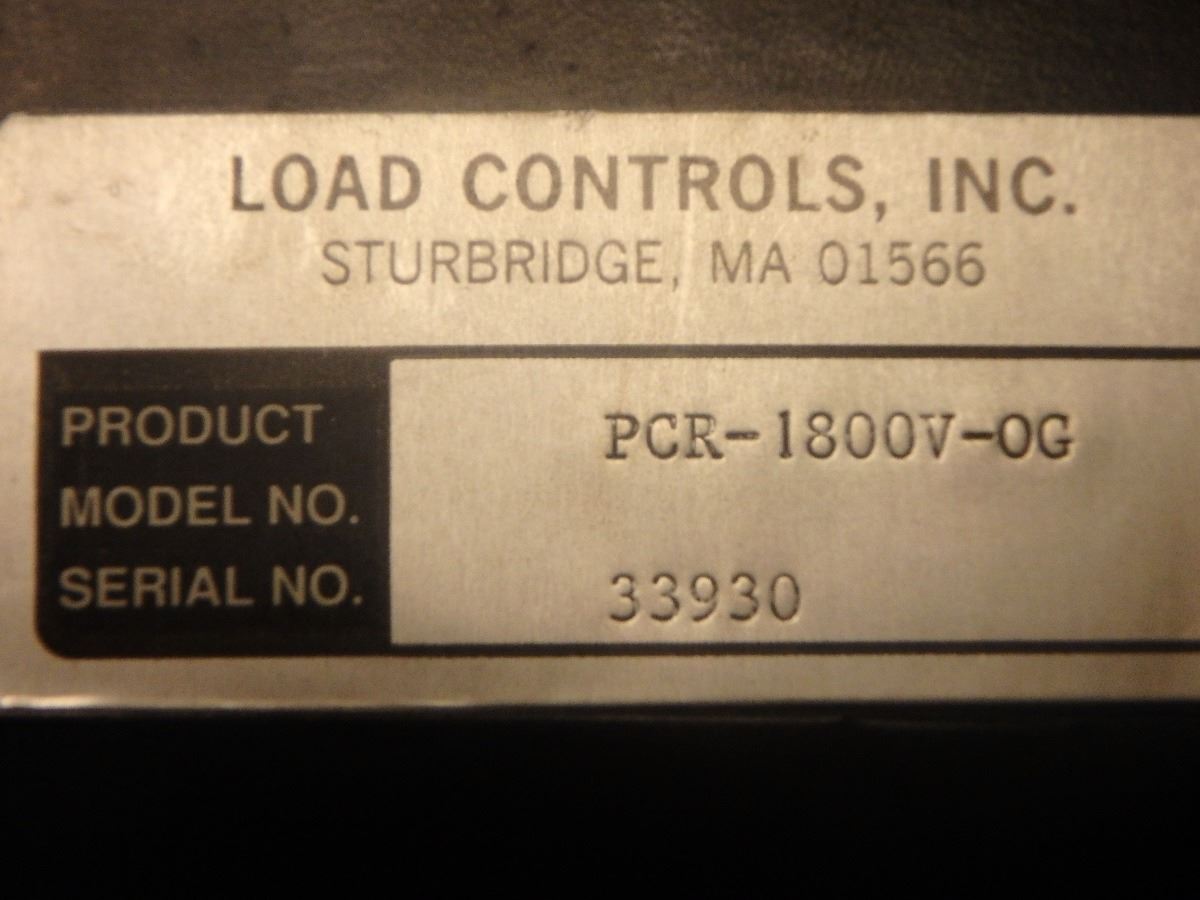 LOAD CONTROLS, INC.
STURBRIDGE, MA 01566
PRODUCT PCR-1800V-OG
MODEL NO.
SERIAL NO. 33930